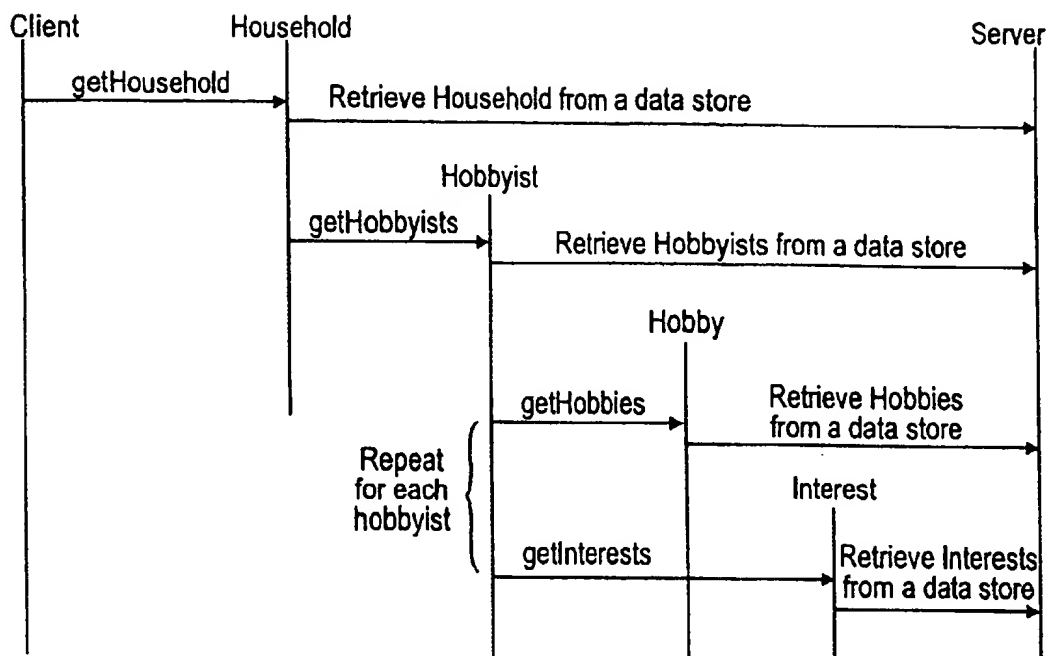 Client
Household
Server
getHousehold
Retrieve Household from a data store
Hobbyist
getHobbyists
Retrieve Hobbyists from a data store
Hobby
getHobbies
Retrieve Hobbies
from a data store
Repeat
for each
hobbyist
Interest
getInterests
Retrieve Interests
from a data store